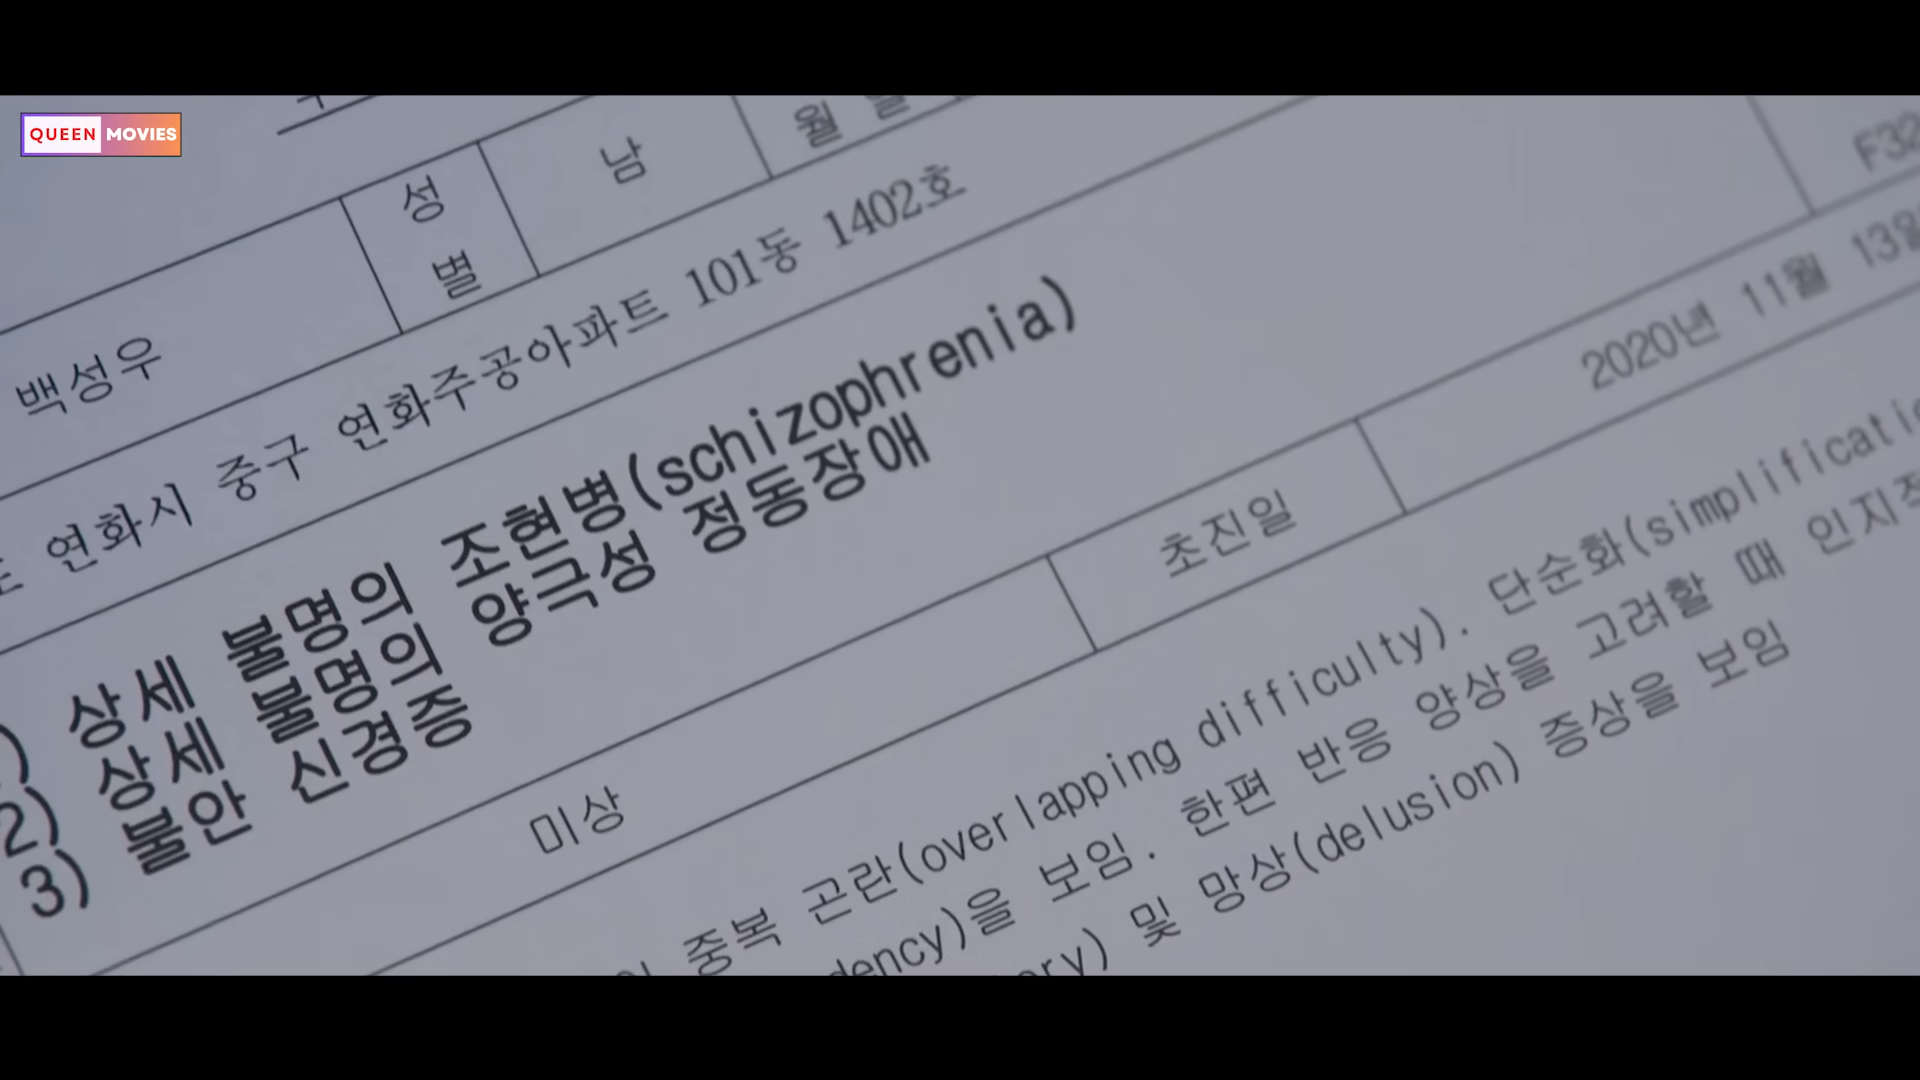 QUEEN MOVIES
성별
남
월
백성우
연화시 중구 연화주공아파트 101동 1402호
F32
상세 불명의 조현병(schizophrenia)
2) 상세 불명의 양극성 정동장애
3) 불안 신경증
미상
초진일
2020년 11월 13일
중복 곤란(overlapping difficulty). 단순화(simplificati
dency)을 보임. 한편 반응 양상을 고려할 때 인지적
ory) 및 망상(delusion) 증상을 보임